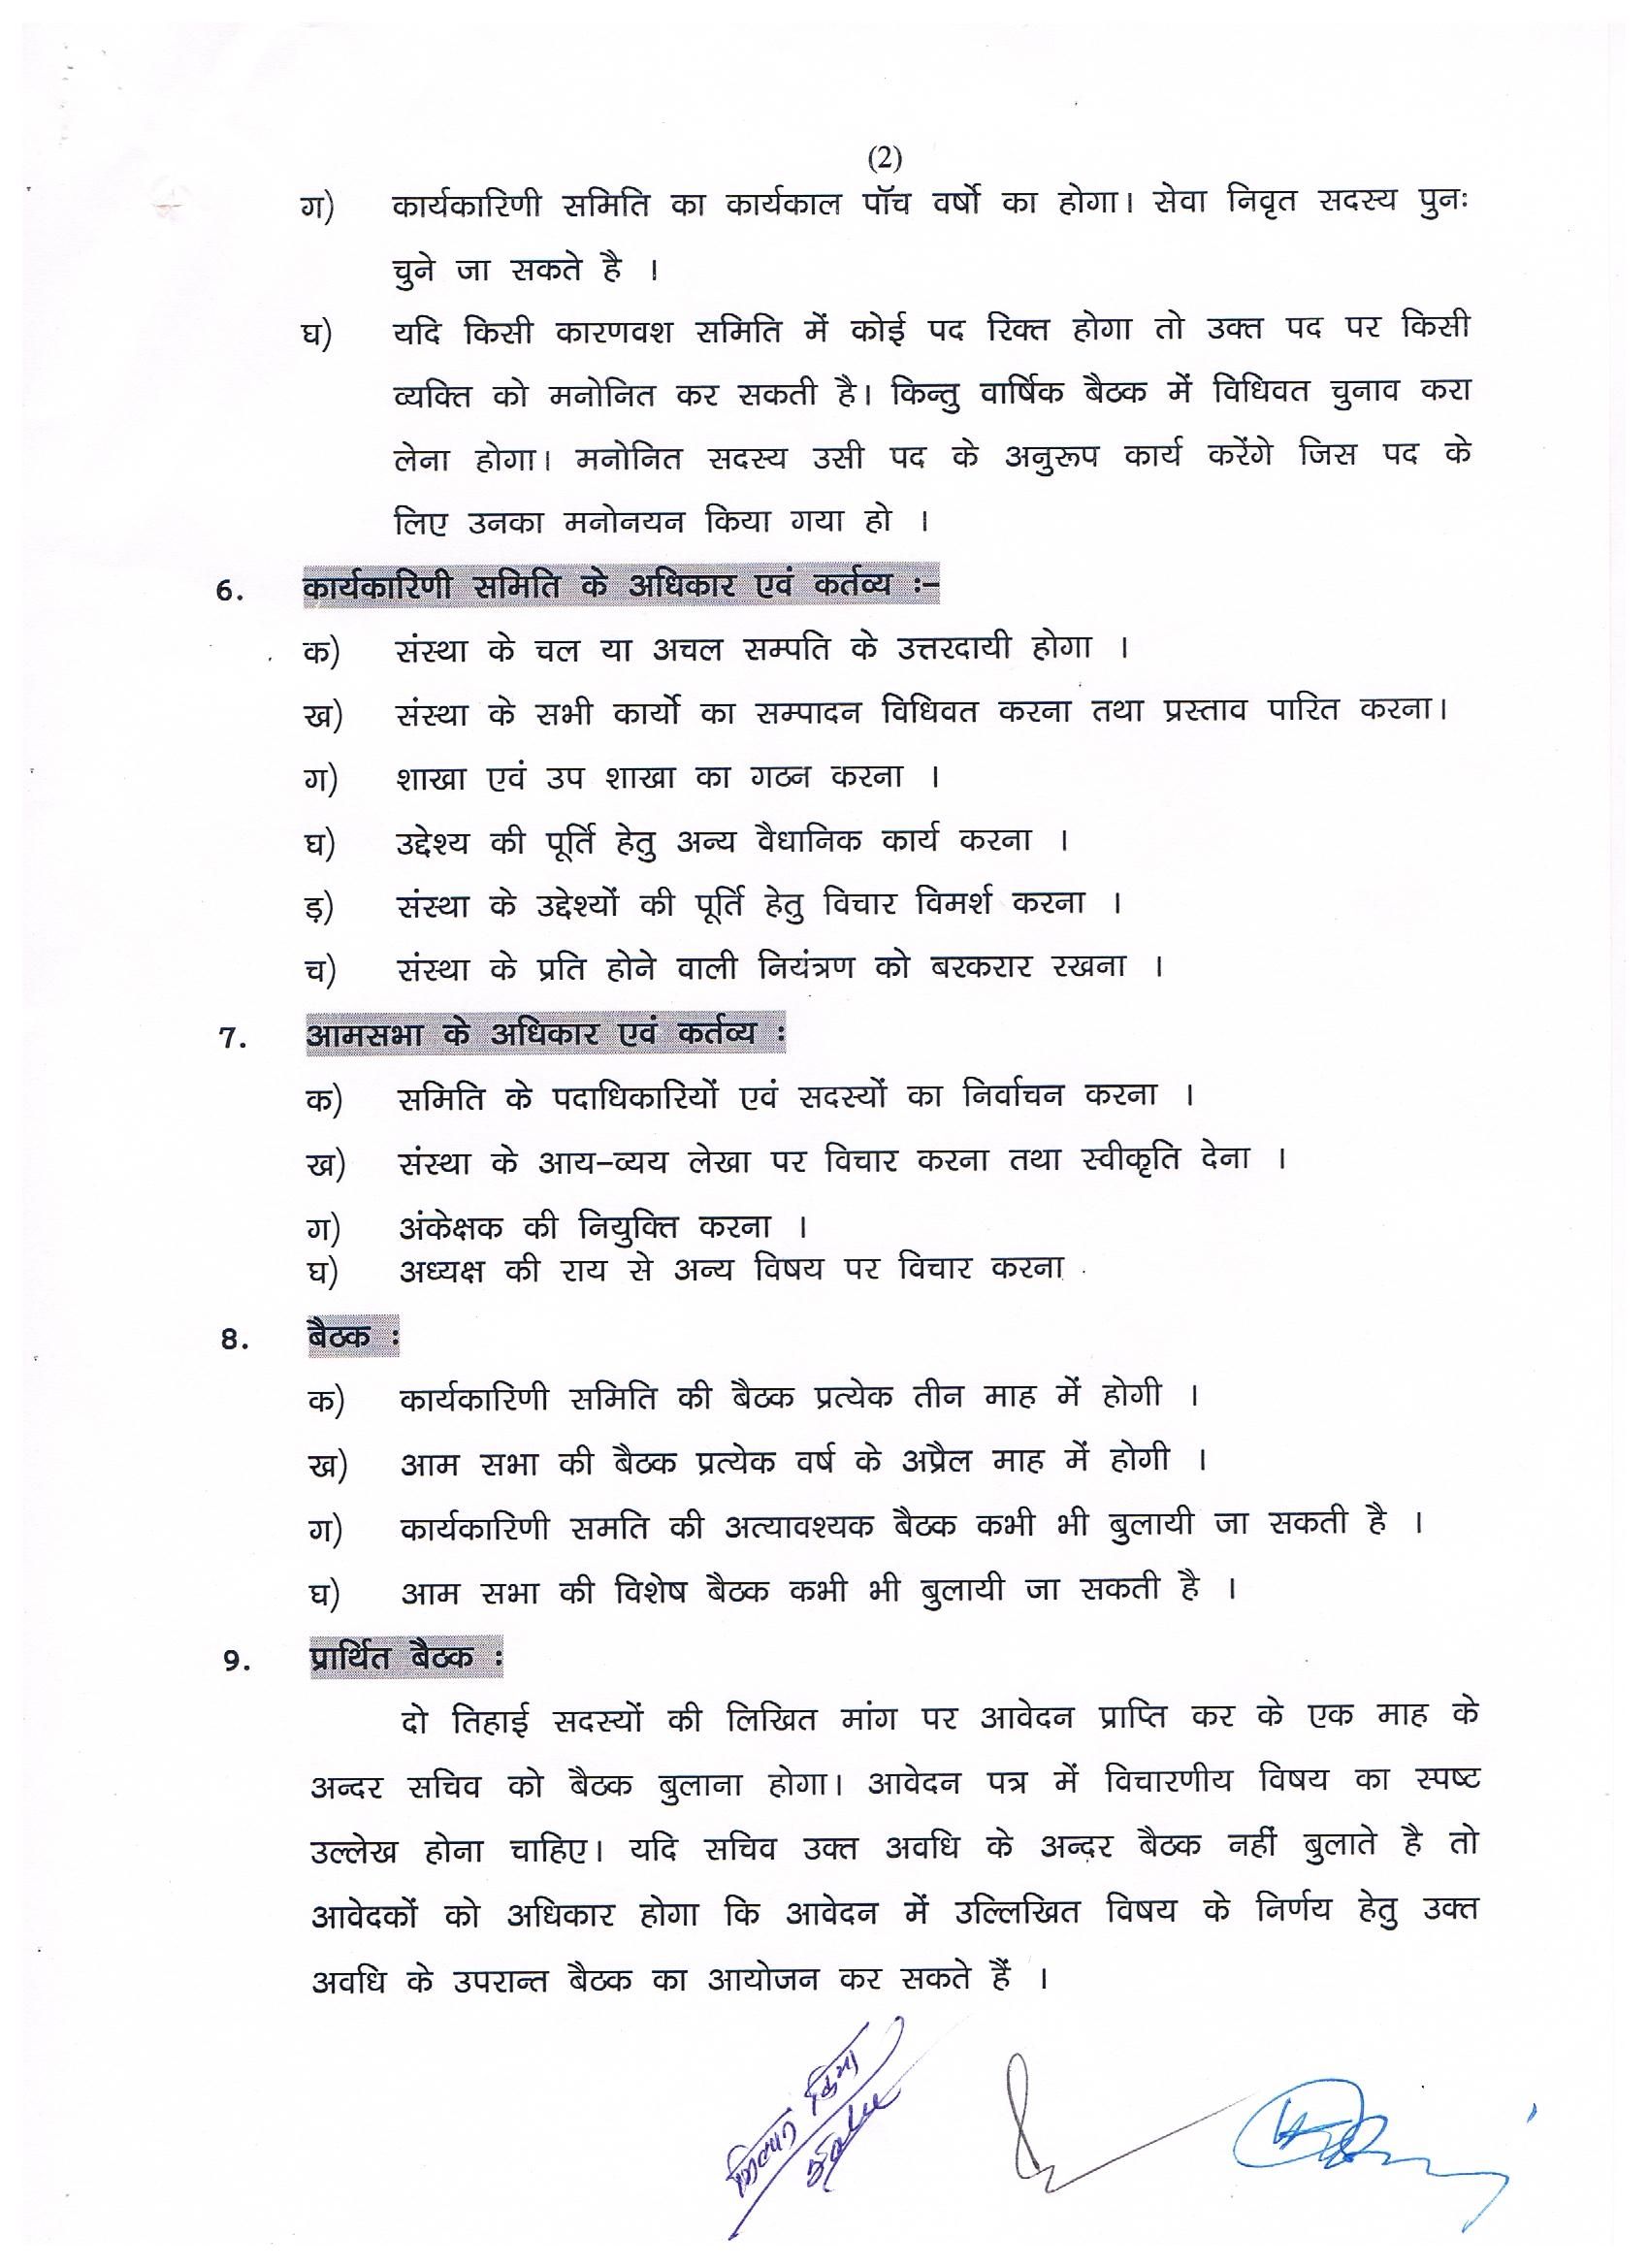 (2)
ग) कार्यकारिणी समिति का कार्यकाल पॉच वर्षो का होगा। सेवा निवृत सदस्य पुनः
चुने जा सकते है ।
घ) यदि किसी कारणवश समिति में कोई पद रिक्त होगा तो उक्त पद पर किसी
व्यक्ति को मनोनित कर सकती है। किन्तु वार्षिक बैठक में विधिवत चुनाव करा
लेना होगा। मनोनित सदस्य उसी पद के अनुरूप कार्य करेंगे जिस पद के
लिए उनका मनोनयन किया गया हो ।
6. कार्यकारिणी समिति के अधिकार एवं कर्तव्य :–
क) संस्था के चल या अचल सम्पति के उत्तरदायी होगा ।
ख) संस्था के सभी कार्यो का सम्पादन विधिवत करना तथा प्रस्ताव पारित करना।
ग) शाखा एवं उप शाखा का गठन करना ।
घ) उद्देश्य की पूर्ति हेतु अन्य वैधानिक कार्य करना ।
ड़) संस्था के उद्देश्यों की पूर्ति हेतु विचार विमर्श करना ।
च) संस्था के प्रति होने वाली नियंत्रण को बरकरार रखना ।
7. आमसभा के अधिकार एवं कर्तव्य :
क) समिति के पदाधिकारियों एवं सदस्यों का निर्वाचन करना ।
ख) संस्था के आय–व्यय लेखा पर विचार करना तथा स्वीकृति देना ।
ग) अंकेक्षक की नियुक्ति करना ।
घ) अध्यक्ष की राय से अन्य विषय पर विचार करना
8. बैठक :
क) कार्यकारिणी समिति की बैठक प्रत्येक तीन माह में होगी ।
ख) आम सभा की बैठक प्रत्येक वर्ष के अप्रैल माह में होगी ।
ग) कार्यकारिणी समति की अत्यावश्यक बैठक कभी भी बुलायी जा सकती है ।
घ) आम सभा की विशेष बैठक कभी भी बुलायी जा सकती है ।
9. प्रार्थित बैठक :
दो तिहाई सदस्यों की लिखित मांग पर आवेदन प्राप्ति कर के एक माह के
अन्दर सचिव को बैठक बुलाना होगा। आवेदन पत्र में विचारणीय विषय का स्पष्ट
उल्लेख होना चाहिए। यदि सचिव उक्त अवधि के अन्दर बैठक नहीं बुलाते है तो
आवेदकों को अधिकार होगा कि आवेदन में उल्लिखित विषय के निर्णय हेतु उक्त
अवधि के उपरान्त बैठक का आयोजन कर सकते हैं ।